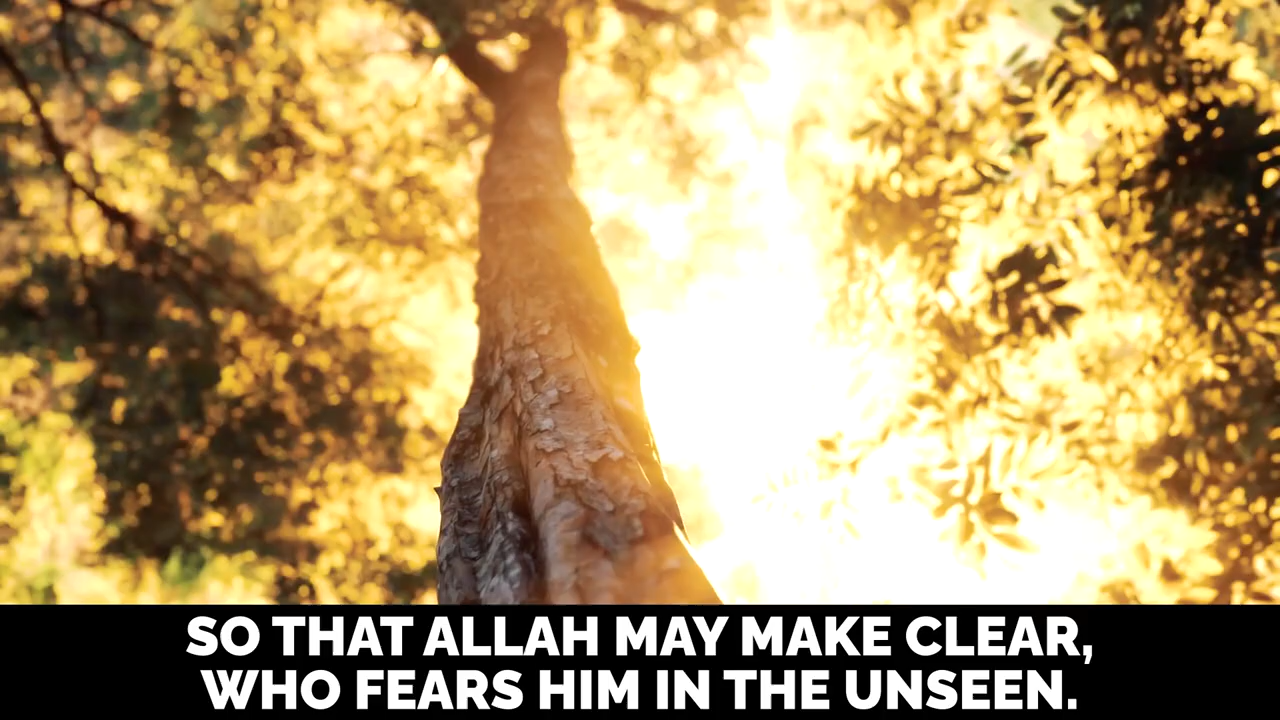 SO THAT ALLAH MAY MAKE CLEAR,
WHO FEARS HIM IN THE UNSEEN.